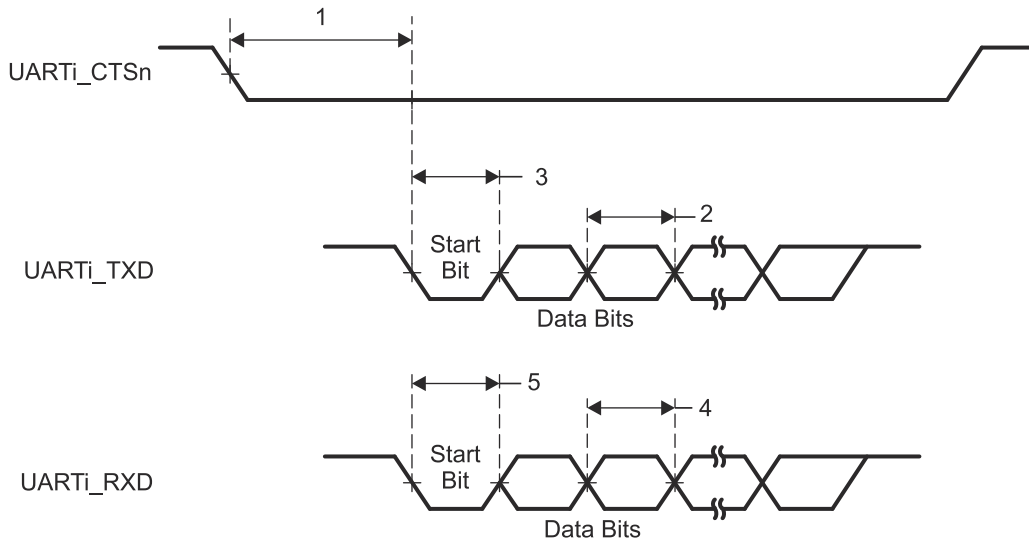 1
UARTi_CTSn
3
2
Start
Bit
UARTi_TXD
Data Bits
5
4
Start
Bit
UARTi_RXD
Data Bits